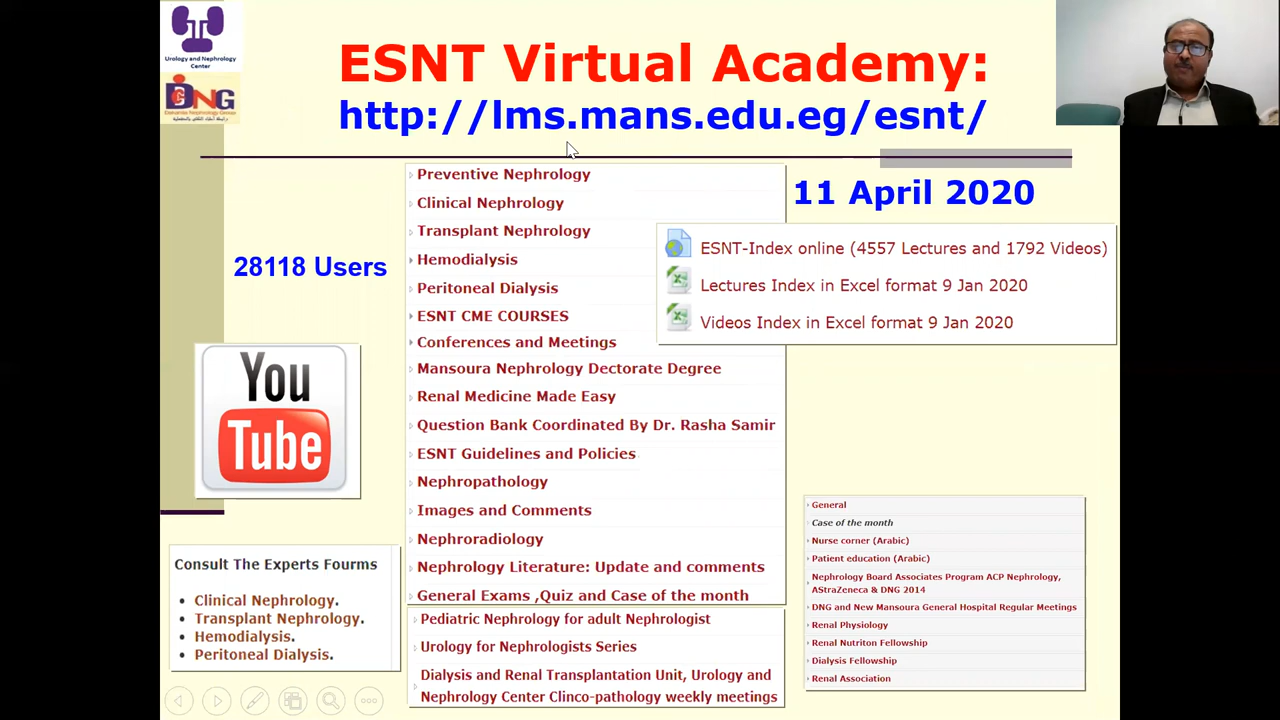 Urology and Nephrology
Center
DNG
Dakahlia Nephrology Group
ESNT Virtual Academy:
http://lms.mans.edu.eg/esnt/
11 April 2020
28118 Users
Preventive Nephrology
Clinical Nephrology
Transplant Nephrology
Hemodialysis
Peritoneal Dialysis
ESNT CME COURSES
Conferences and Meetings
Mansoura Nephrology Dectorate Degree
Renal Medicine Made Easy
Question Bank Coordinated By Dr. Rasha Samir
ESNT Guidelines and Policies
Nephropathology
Images and Comments
Nephroradiology
Nephrology Literature: Update and comments
General Exams ,Quiz and Case of the month
Pediatric Nephrology for adult Nephrologist
Urology for Nephrologists Series
Dialysis and Renal Transplantation Unit, Urology and
Nephrology Center Clinco-pathology weekly meetings
ESNT-Index online (4557 Lectures and 1792 Videos)
Lectures Index in Excel format 9 Jan 2020
Videos Index in Excel format 9 Jan 2020
You
Tube
Consult The Experts Fourms
• Clinical Nephrology.
• Transplant Nephrology.
• Hemodialysis.
• Peritoneal Dialysis.
General
Case of the month
Nurse corner (Arabic)
Patient education (Arabic)
Nephrology Board Associates Program ACP Nephrology,
AStraZeneca & DNG 2014
DNG and New Mansoura General Hospital Regular Meetings
Renal Physiology
Renal Nutriton Fellowship
Dialysis Fellowship
Renal Association